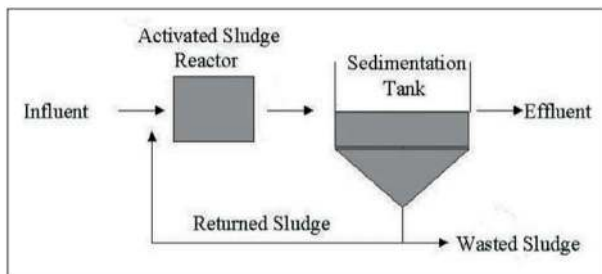 Activated Sludge
Reactor
Sedimentation
Tank
Influent
Effluent
Returned Sludge
Wasted Sludge